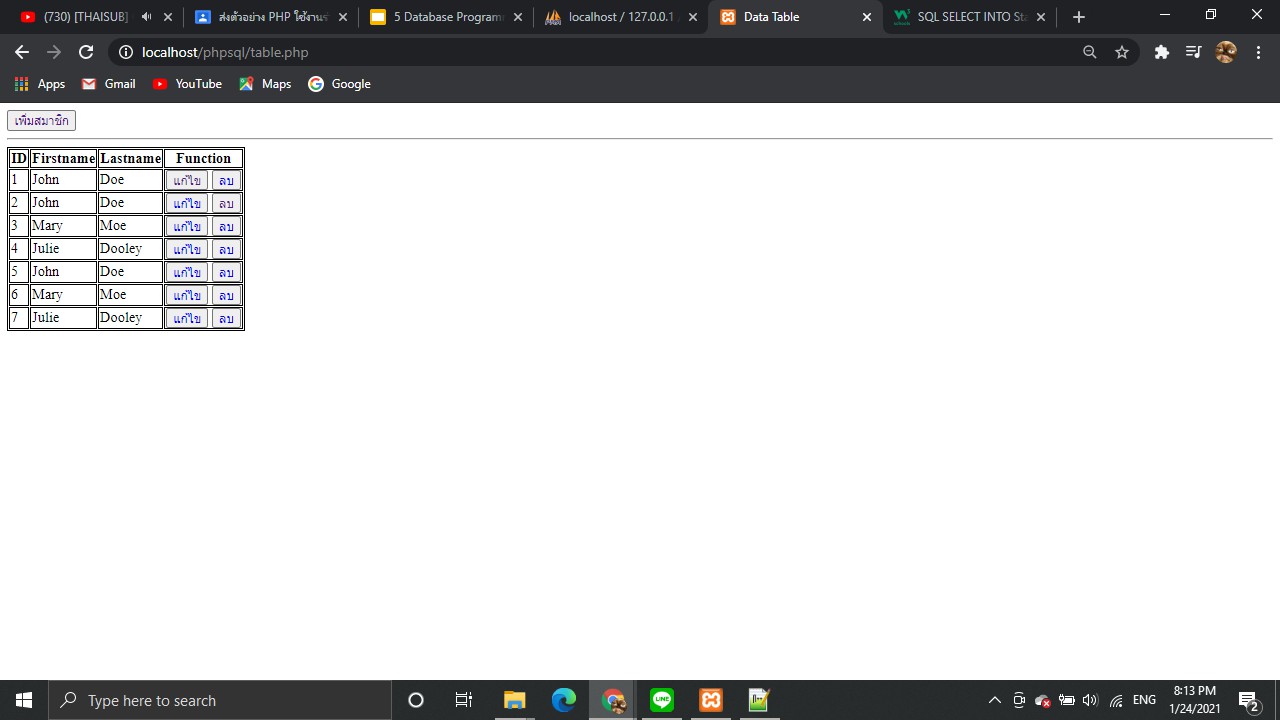 (730) [THAISUB]
ส่งตัวอย่าง PHP ใช้งาน
5 Database Program
localhost / 127.0.0.1
Data Table
SQL SELECT INTO Sta
localhost/phpsql/table.php
Apps
Gmail
YouTube
Maps
Google
เพิ่มสมาชิก
ID Firstname Lastname Function
1 John Doe แก้ไข ลบ
2 John Doe แก้ไข ลบ
3 Mary Moe แก้ไข ลบ
4 Julie Dooley แก้ไข ลบ
5 John Doe แก้ไข ลบ
6 Mary Moe แก้ไข ลบ
7 Julie Dooley แก้ไข ลบ
Type here to search
LINE
ENG
8:13 PM
1/24/2021
2